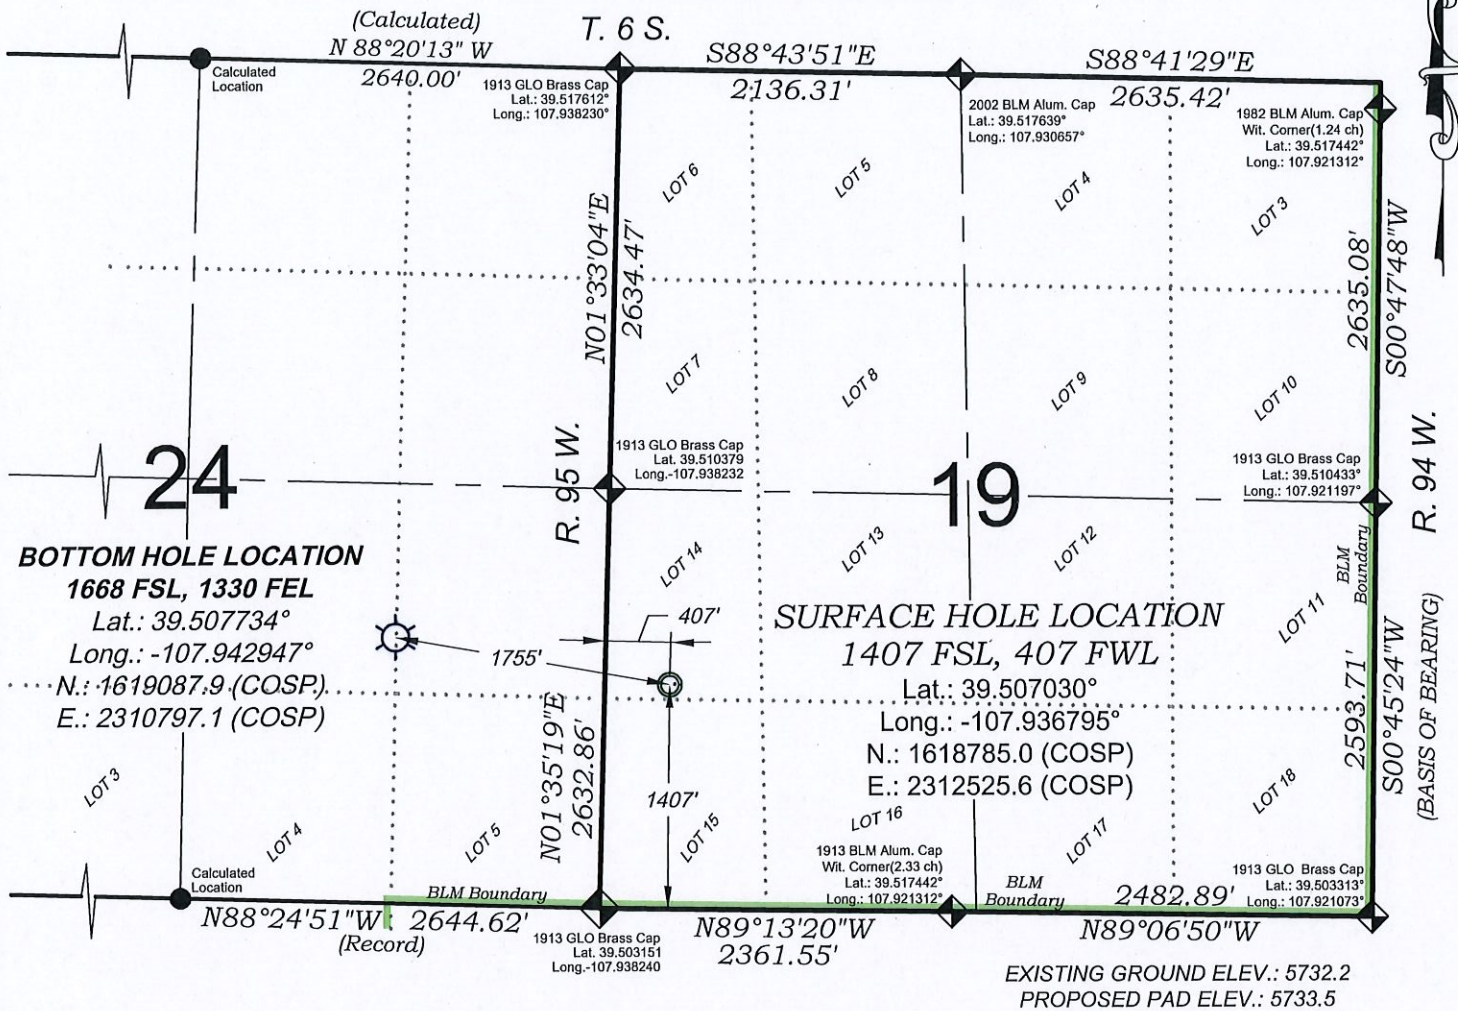 (Calculated)
N 88°20'13" W
2640.00'
T. 6 S.
S88°43'51"E
2136.31'
S88°41'29"E
2635.42'
Calculated
Location
1913 GLO Brass Cap
Lat.: 39.517612°
Long.: 107.938230°
2002 BLM Alum. Cap
Lat.: 39.517639°
Long.: 107.930657°
1982 BLM Alum. Cap
Wit. Corner(1.24 ch)
Lat.: 39.517442°
Long.: 107.921312°
LOT 6
LOT 5
LOT 4
LOT 3
N01°33'04"E
2634.47'
2635.08'
S00°47'48"W
LOT 7
LOT 8
LOT 9
LOT 10
24
R. 95 W.
1913 GLO Brass Cap
Lat. 39.510379
Long.-107.938232
19
1913 GLO Brass Cap
Lat.: 39.510433°
Long.: 107.921197°
R. 94 W.
BOTTOM HOLE LOCATION
1668 FSL, 1330 FEL
Lat.: 39.507734°
Long.: -107.942947°
N.: 1619087.9 (COSP)
E.: 2310797.1 (COSP)
LOT 14
LOT 13
LOT 12
LOT 11
BLM
Boundary
407'
1755'
SURFACE HOLE LOCATION
1407 FSL, 407 FWL
Lat.: 39.507030°
Long.: -107.936795°
N.: 1618785.0 (COSP)
E.: 2312525.6 (COSP)
2593.71'
S00°45'24"W
(BASIS OF BEARING)
N01°35'19"E
2632.86'
1407'
LOT 3
LOT 4
LOT 5
LOT 15
LOT 16
LOT 17
LOT 18
1913 BLM Alum. Cap
Wit. Corner(2.33 ch)
Lat.: 39.517442°
Long.: 107.921312°
1913 GLO Brass Cap
Lat.: 39.503313°
Long.: 107.921073°
Calculated
Location
BLM Boundary
BLM
Boundary
2482.89'
N88°24'51"W
2644.62'
(Record)
1913 GLO Brass Cap
Lat. 39.503151
Long.-107.938240
N89°13'20"W
2361.55'
N89°06'50"W
EXISTING GROUND ELEV.: 5732.2
PROPOSED PAD ELEV.: 5733.5